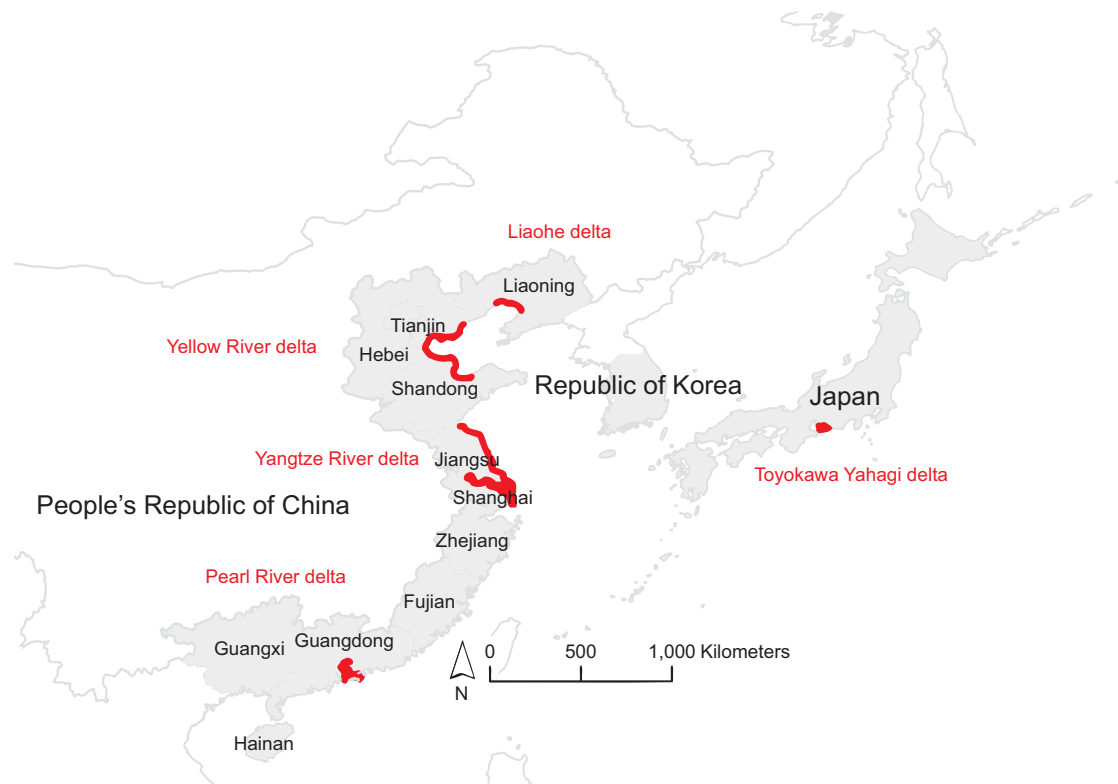 Liaohe delta
Liaoning
Tianjin
Yellow River delta
Hebei
Shandong
Republic of Korea
Japan
Yangtze River delta
Jiangsu
Toyokawa Yahagi delta
Shanghai
People’s Republic of China
Zhejiang
Pearl River delta
Fujian
Guangdong
Guangxi
0 500 1,000 Kilometers
N
Hainan